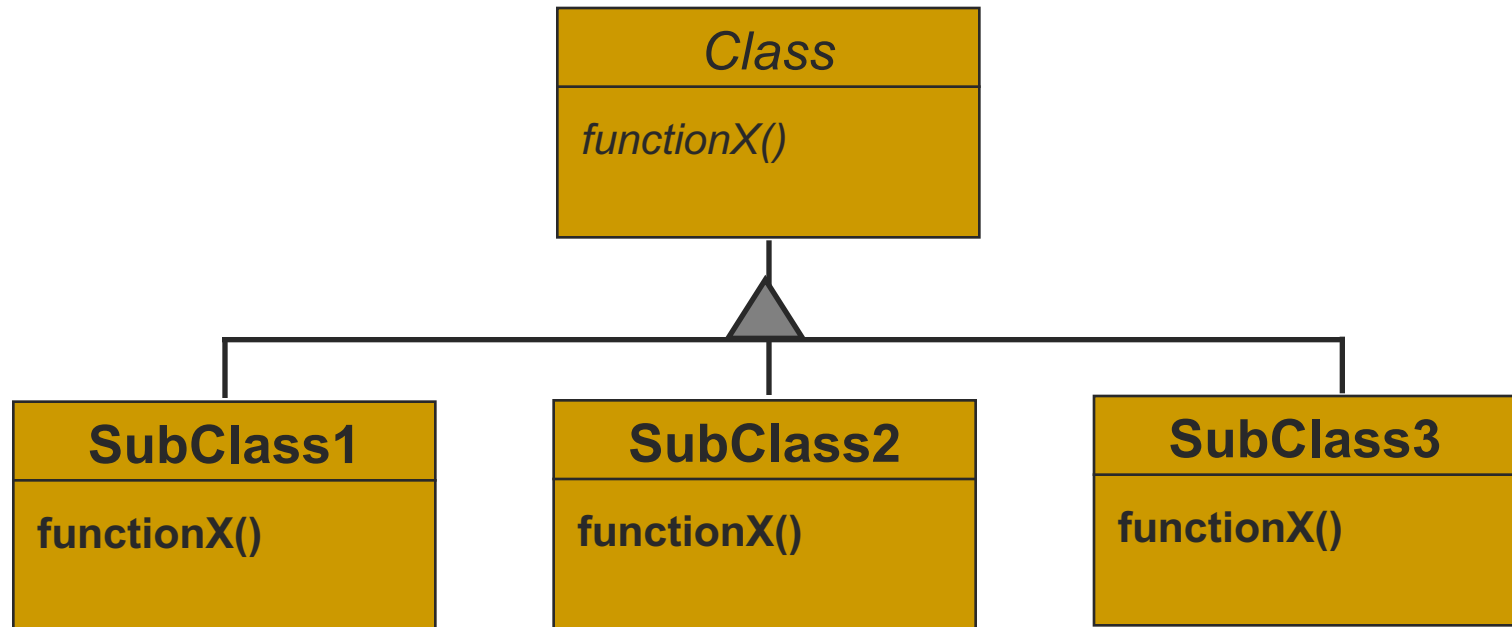 Class
functionX()
SubClass1
functionX()
SubClass2
functionX()
SubClass3
functionX()